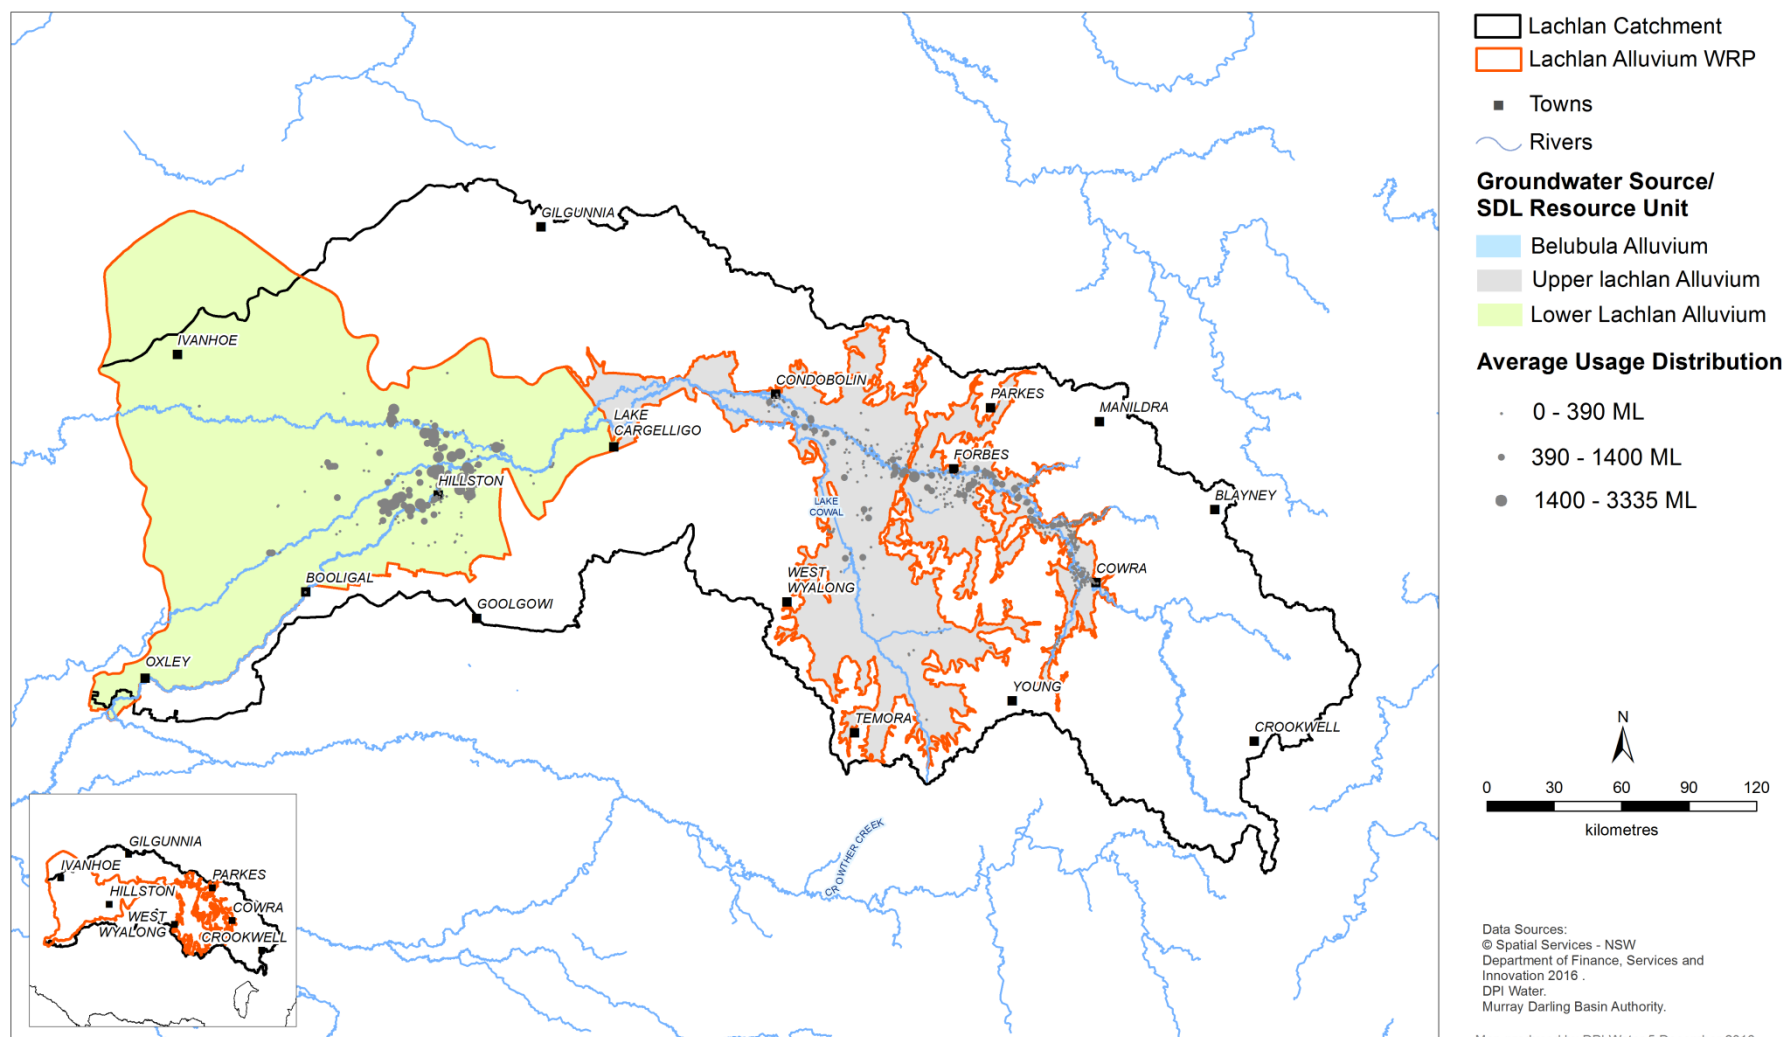 Lachlan Catchment
Lachlan Alluvium WRP
Towns
Rivers
Groundwater Source/
SDL Resource Unit
Belubula Alluvium
Upper lachlan Alluvium
Lower Lachlan Alluvium
Average Usage Distribution
0 - 390 ML
390 - 1400 ML
1400 - 3335 ML
GILGUNNIA
IVANHOE
CONDOBOLIN
PARKES
MANILDRA
LAKE
CARGELLIGO
FORBES
HILLSTON
BLAYNEY
LAKE
COWAL
COWRA
WEST
WYALONG
BOOLIGAL
GOOLGOWI
OXLEY
YOUNG
TEMORA
CROOKWELL
CROWTHER CREEK
GILGUNNIA
IVANHOE
PARKES
HILLSTON
COWRA
WEST
WYALONG
CROOKWELL
N
0 30 60 90 120
kilometres
Data Sources:
© Spatial Services - NSW
Department of Finance, Services and
Innovation 2016 .
DPI Water.
Murray Darling Basin Authority.